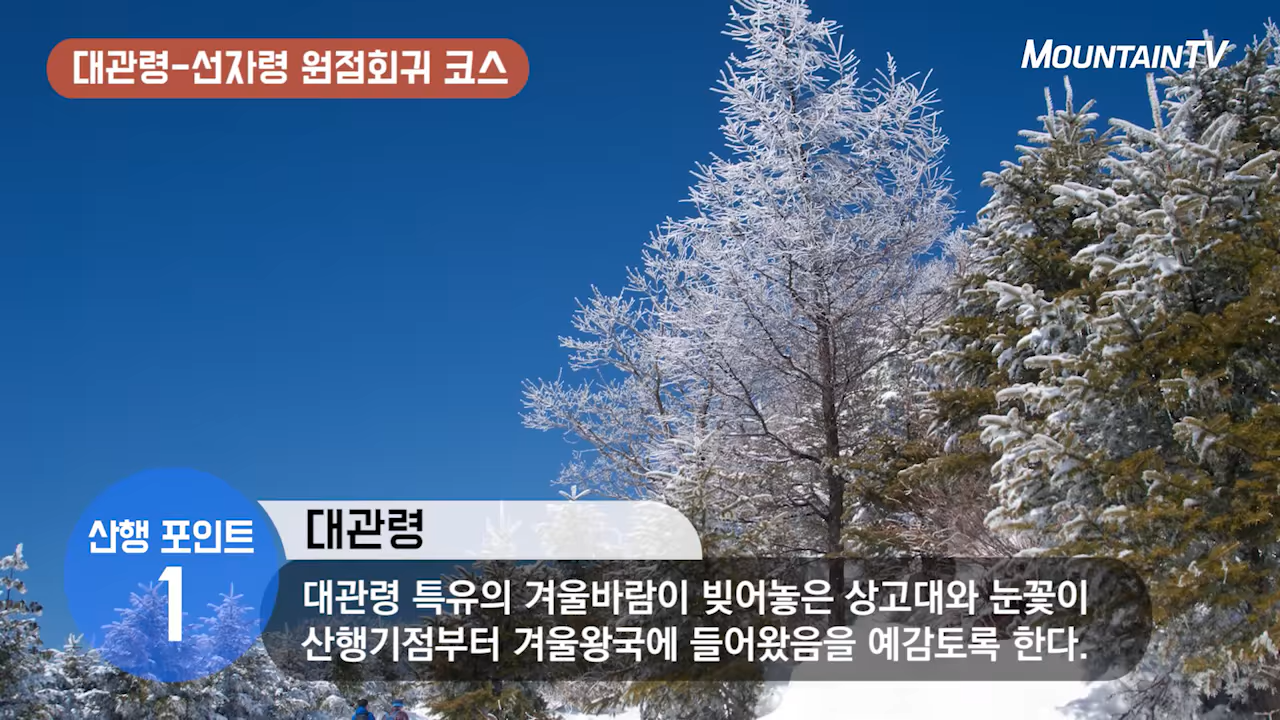 대관령-선자령 원점회귀 코스
MOUNTAINTV
산행 포인트
1
대관령
대관령 특유의 겨울바람이 빚어놓은 상고대와 눈꽃이
산행기점부터 겨울왕국에 들어왔음을 예감토록 한다.